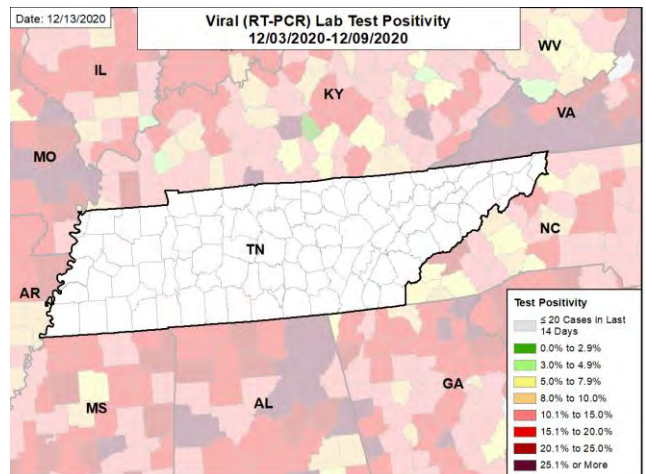 Date: 12/13/2020
Viral (RT-PCR) Lab Test Positivity
12/03/2020-12/09/2020
WV
IL
KY
VA
MO
TN
NC
AR
MS
AL
GA
Test Positivity
≤ 20 Cases in Last
14 Days
0.0% to 2.9%
3.0% to 4.9%
5.0% to 7.9%
8.0% to 10.0%
10.1% to 15.0%
15.1% to 20.0%
20.1% to 25.0%
25.1% or More